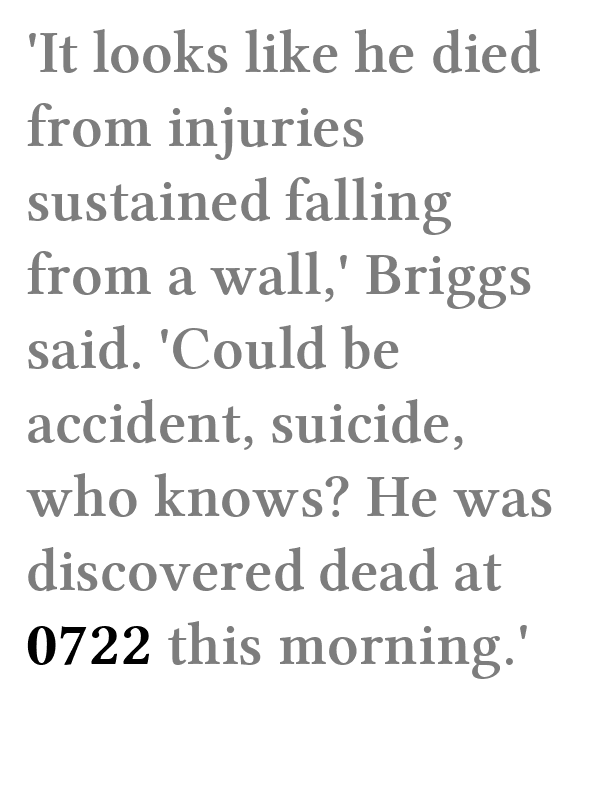 'It looks like he died
from injuries
sustained falling
from a wall,' Briggs
said. 'Could be
accident, suicide,
who knows? He was
discovered dead at
0722 this morning.'